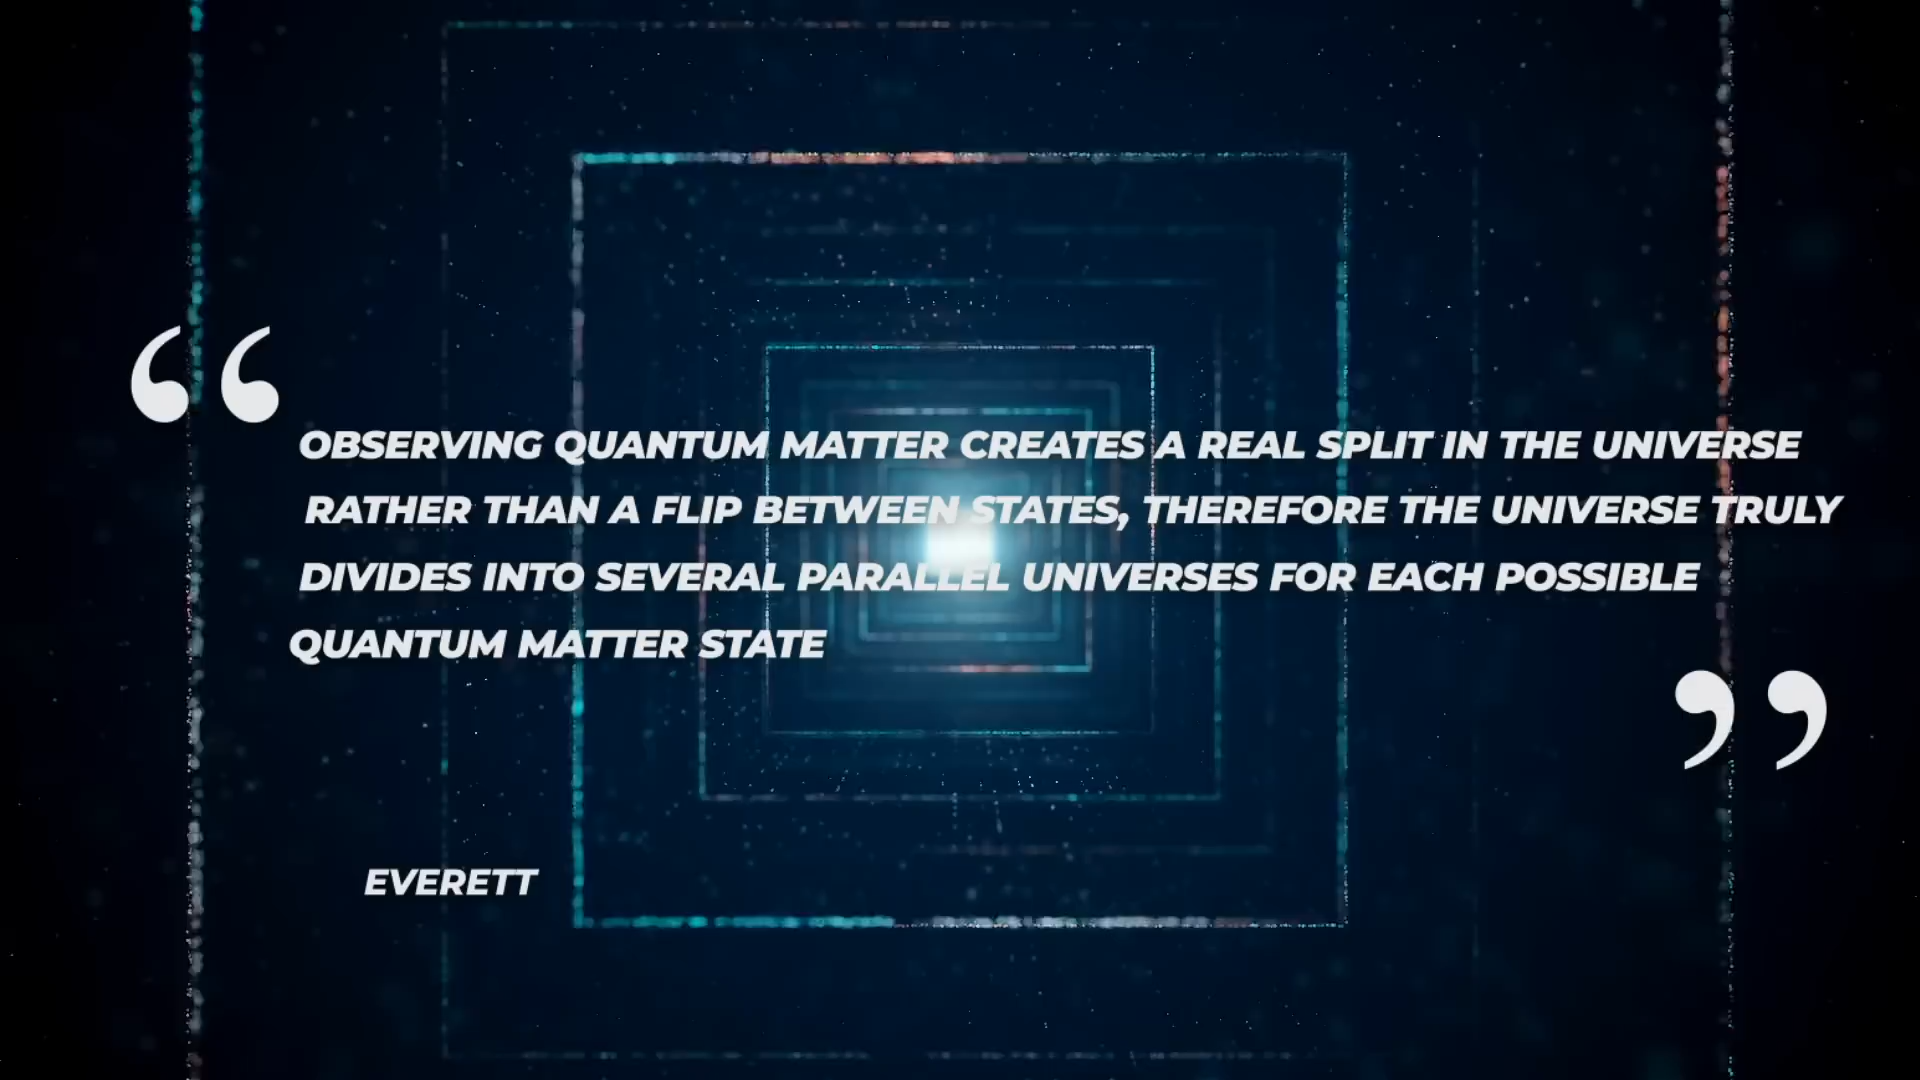 “
OBSERVING QUANTUM MATTER CREATES A REAL SPLIT IN THE UNIVERSE
RATHER THAN A FLIP BETWEEN STATES, THEREFORE THE UNIVERSE TRULY
DIVIDES INTO SEVERAL PARALLEL UNIVERSES FOR EACH POSSIBLE
QUANTUM MATTER STATE
”
EVERETT